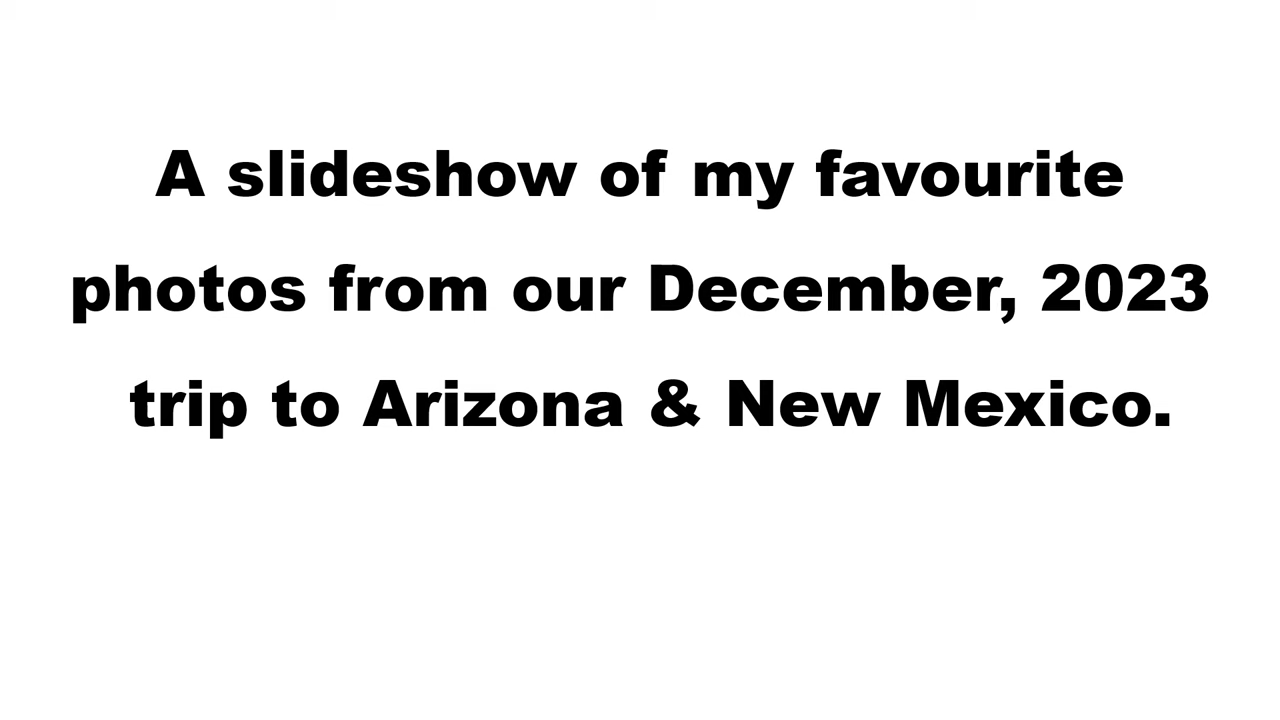 A slideshow of my favourite
photos from our December, 2023
trip to Arizona & New Mexico.